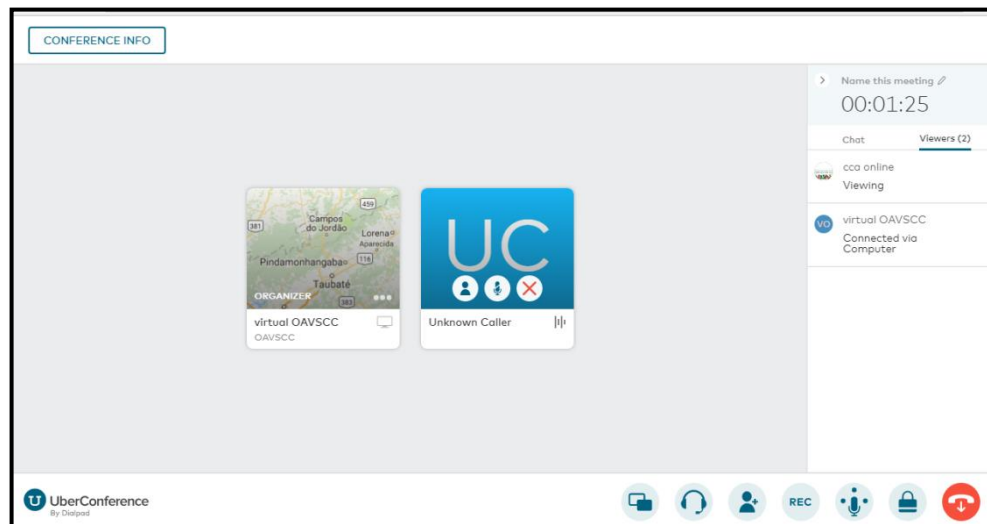 CONFERENCE INFO
Name this meeting
00:01:25
Chat Viewers (2)
cca online
Viewing
VO virtual OAVSCC
Connected via
Computer
459
381 Campos
do Jordão Lorena
Aparecida
Pindamonhangaba 116
Taubaté
ORGANIZER 383
virtual OAVSCC
OAVSCC
UC
Unknown Caller
U UberConference
By Dialpad
REC